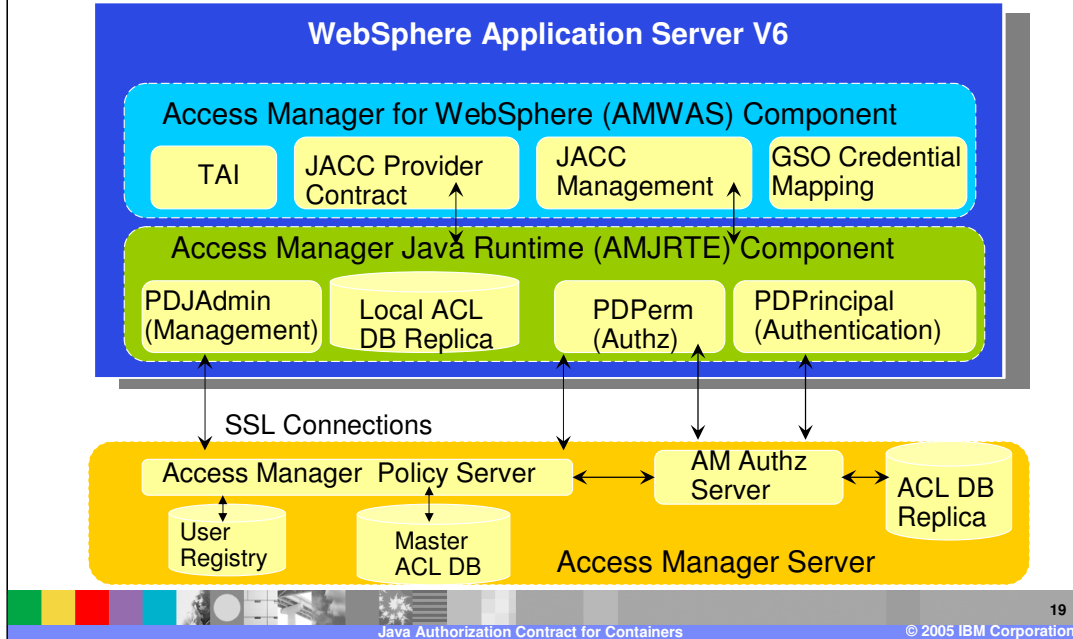 WebSphere Application Server V6
Access Manager for WebSphere (AMWAS) Component
TAI
JACC Provider
Contract
JACC
Management
GSO Credential
Mapping
Access Manager Java Runtime (AMJRTE) Component
PDJAdmin
(Management)
Local ACL
DB Replica
PDPerm
(Authz)
PDPrincipal
(Authentication)
SSL Connections
Access Manager Policy Server
AM Authz
Server
ACL DB
Replica
User
Registry
Master
ACL DB
Access Manager Server
19
Java Authorization Contract for Containers
© 2005 IBM Corporation